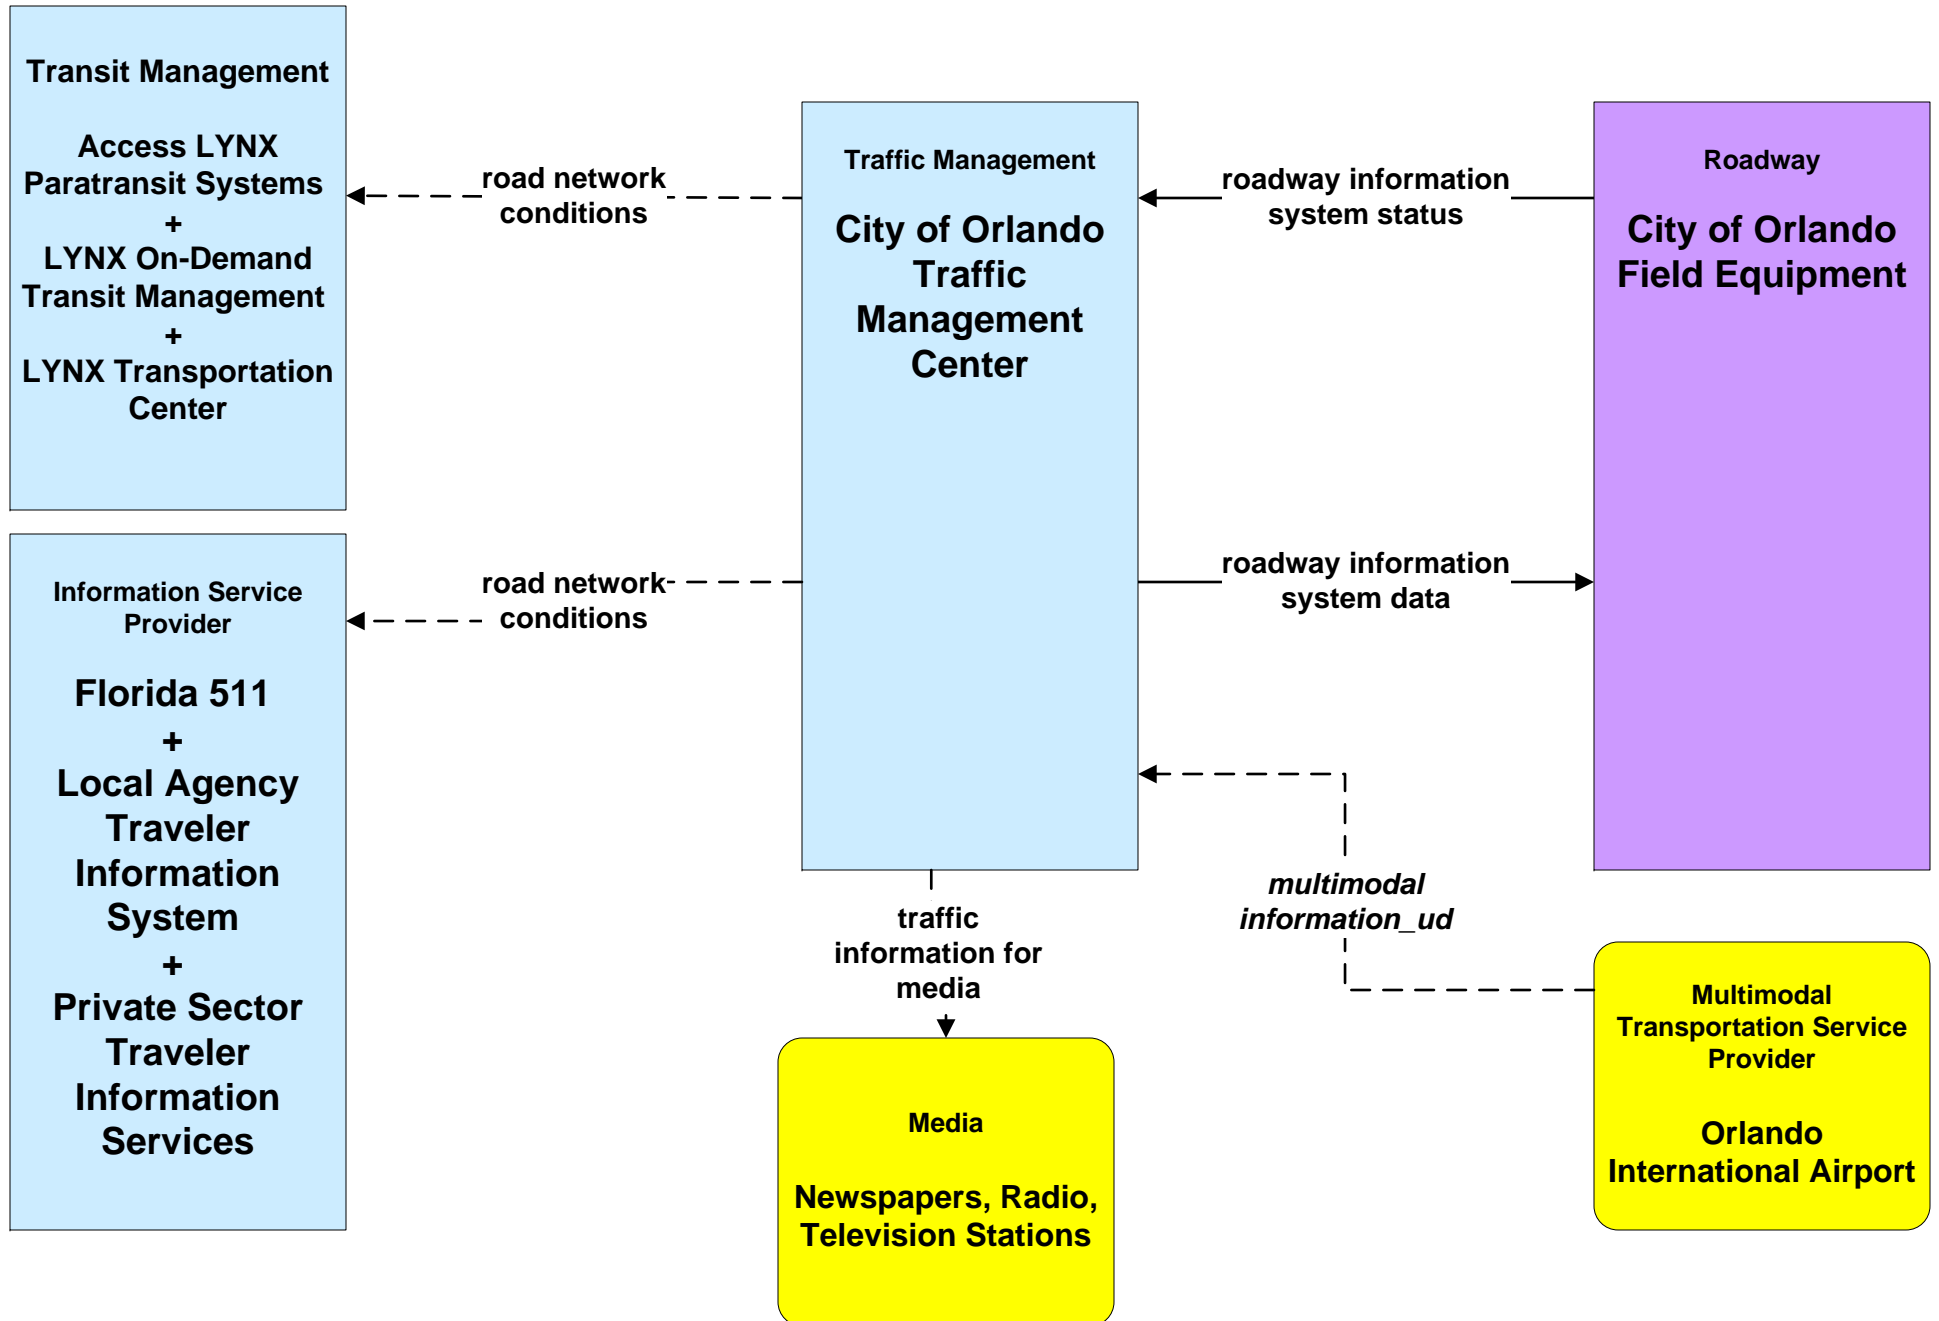 Transit Management
Access LYNX
Paratransit Systems
+
LYNX On-Demand
Transit Management
+
LYNX Transportation
Center
road network
conditions
Traffic Management
City of Orlando
Traffic
Management
Center
roadway information
system status
Roadway
City of Orlando
Field Equipment
Information Service
Provider
Florida 511
+
Local Agency
Traveler
Information
System
+
Private Sector
Traveler
Information
Services
road network
conditions
roadway information
system data
multimodal
information_ud
traffic
information for
media
Media
Newspapers, Radio,
Television Stations
Multimodal
Transportation Service
Provider
Orlando
International Airport